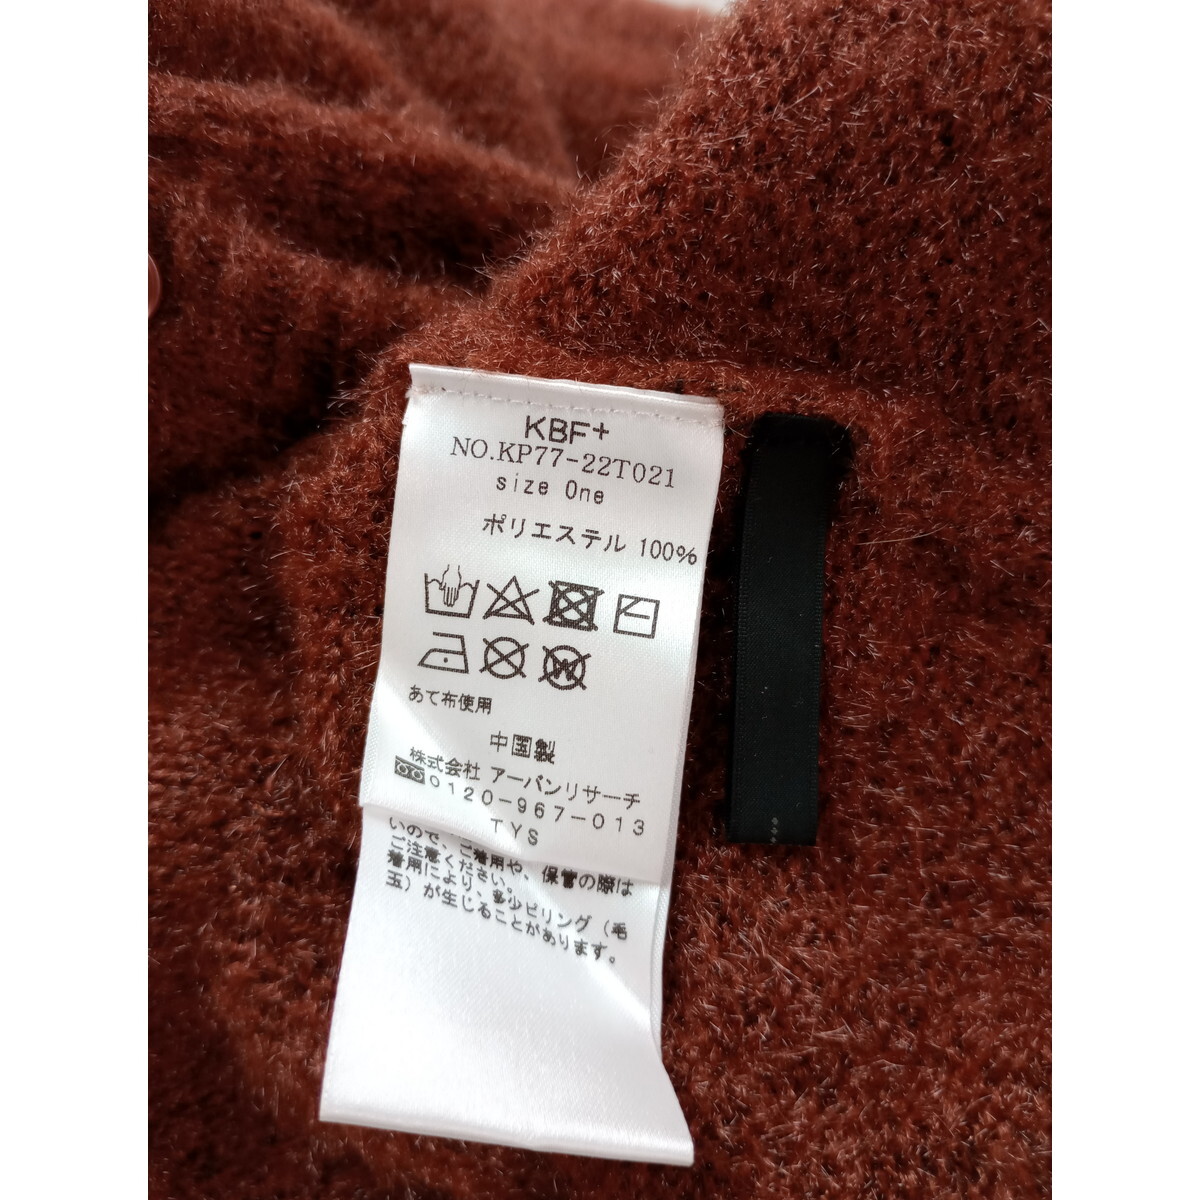 KBF+
NO.KP77-22T021
size One
ポリエステル 100%
あて布使用
中国製
株式会社 アーバンリサーチ
0120-967-013
TYS
いので、ご着用や、保管の際は
ご注意ください。
着用により、多少ピリング（毛
玉）が生じることがあります。